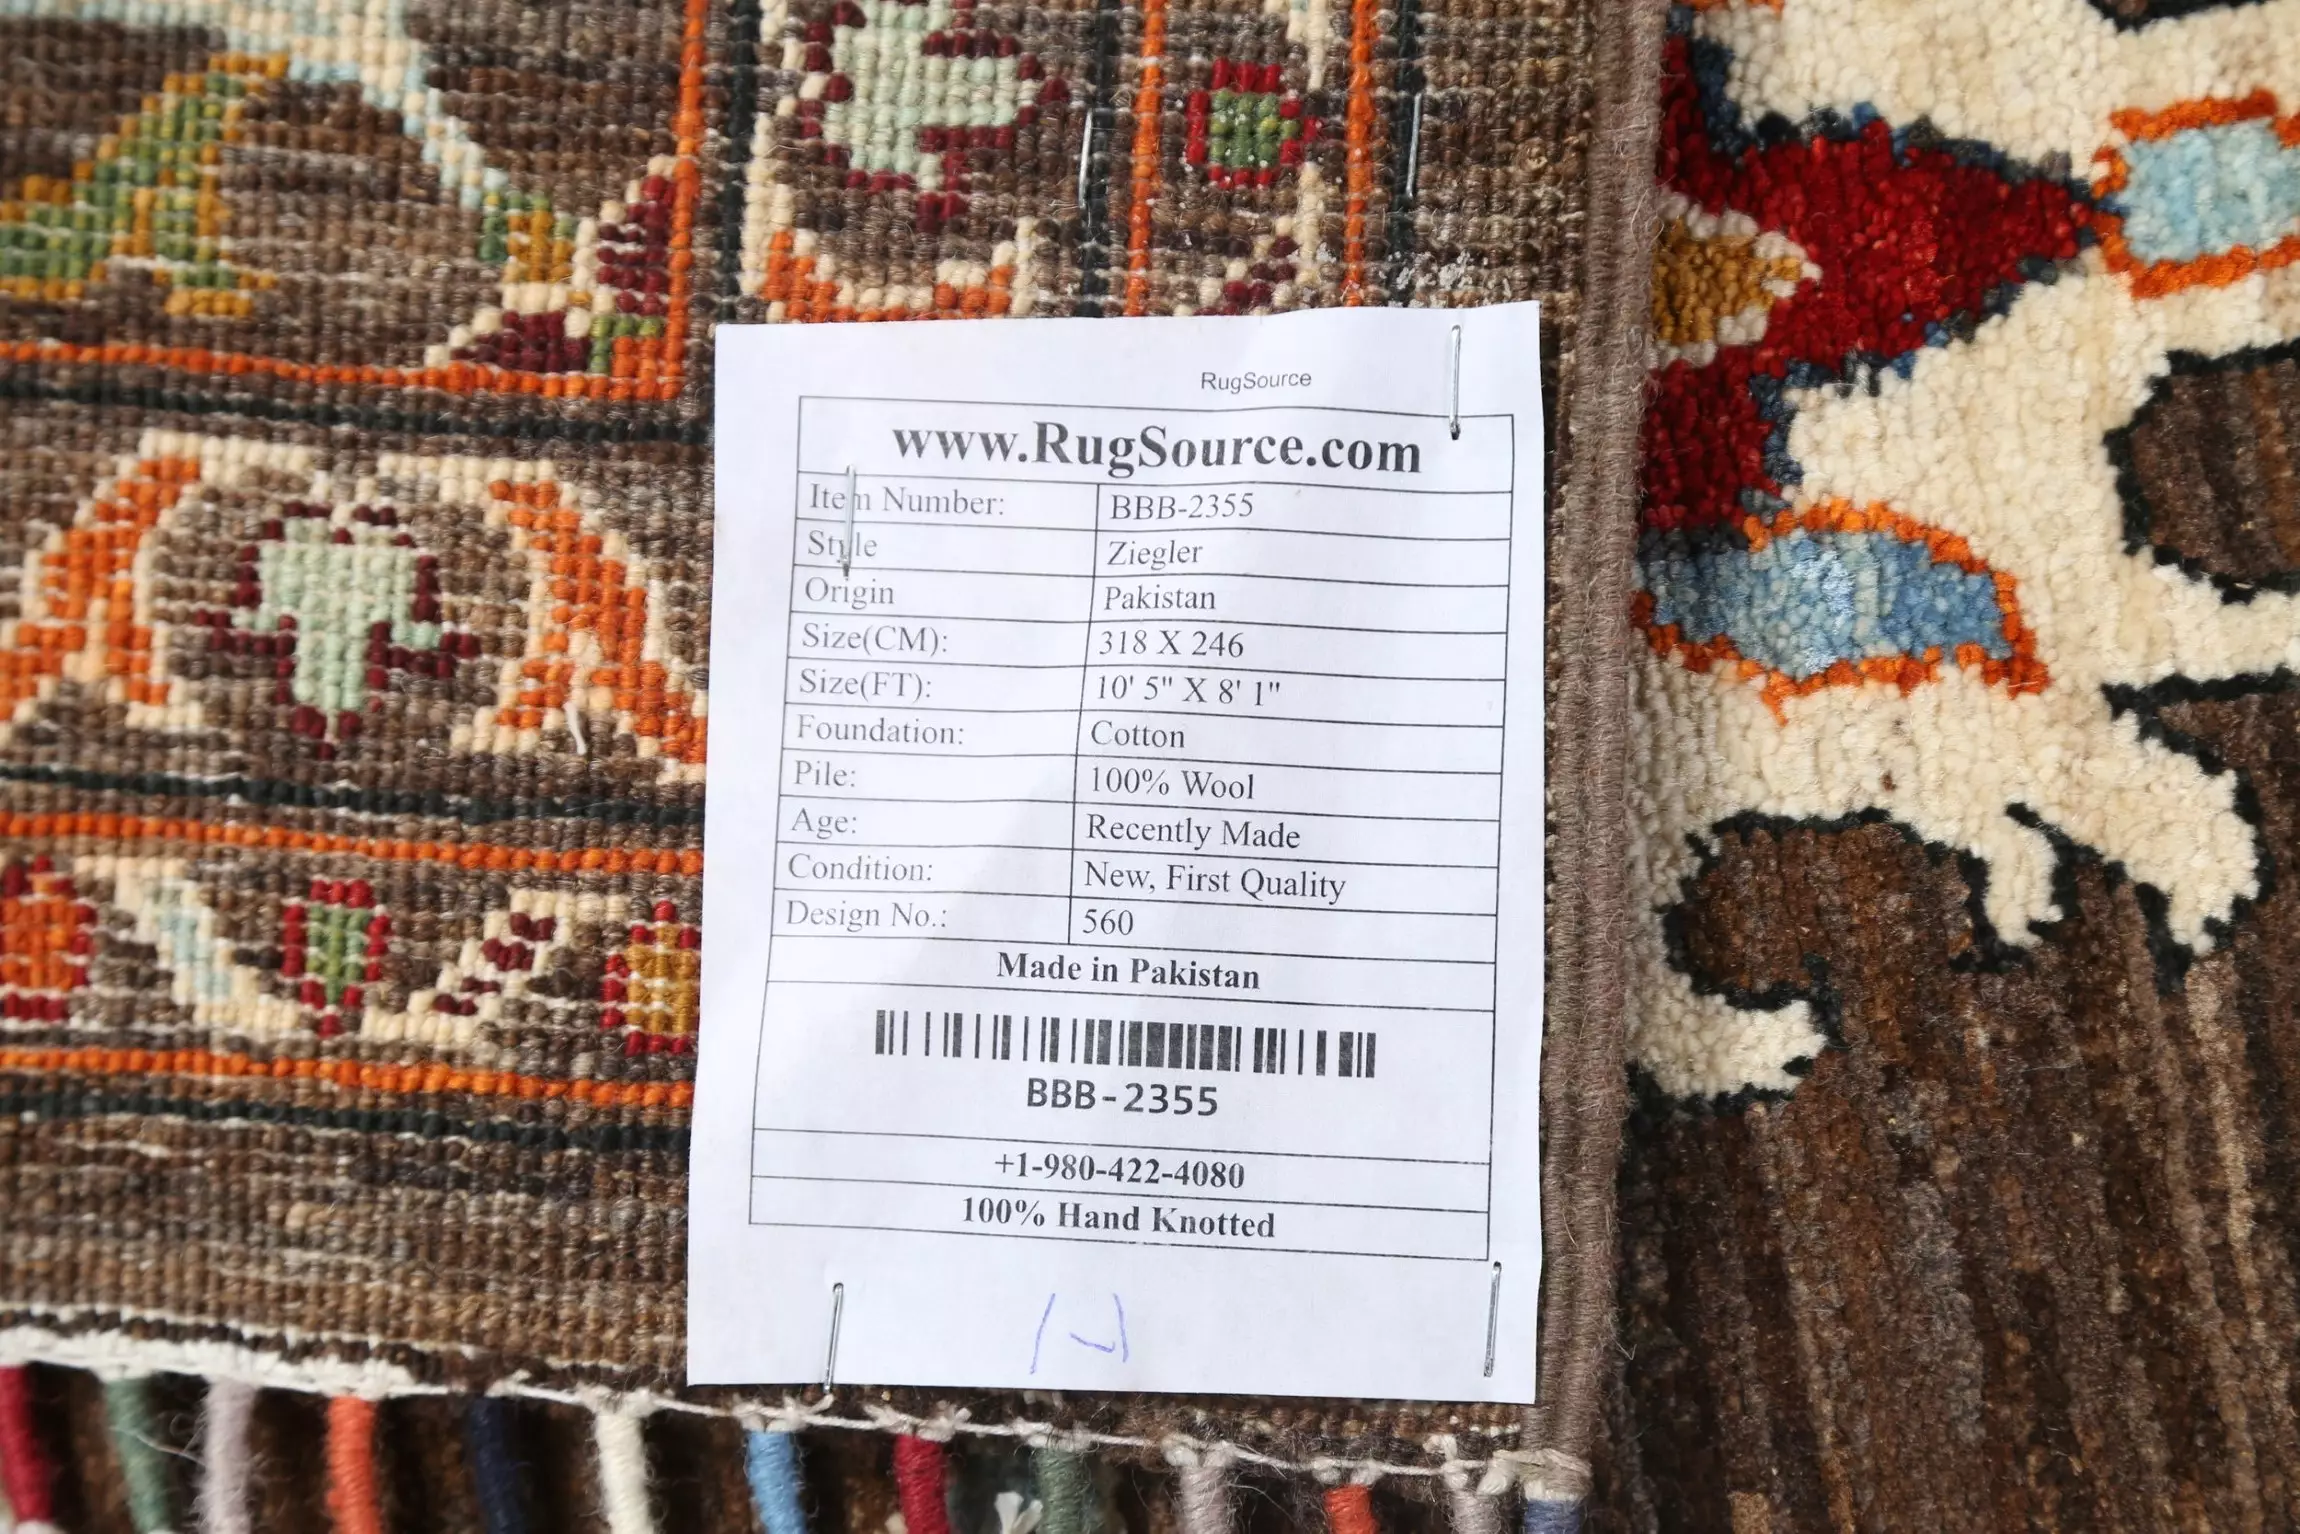 RugSource
www.RugSource.com
Item Number: BBB-2355
Style Ziegler
Origin Pakistan
Size(CM): 318 X 246
Size(FT): 10' 5" X 8' 1"
Foundation: Cotton
Pile: 100% Wool
Age: Recently Made
Condition: New, First Quality
Design No.: 560
Made in Pakistan
BBB-2355
+1-980-422-4080
100% Hand Knotted